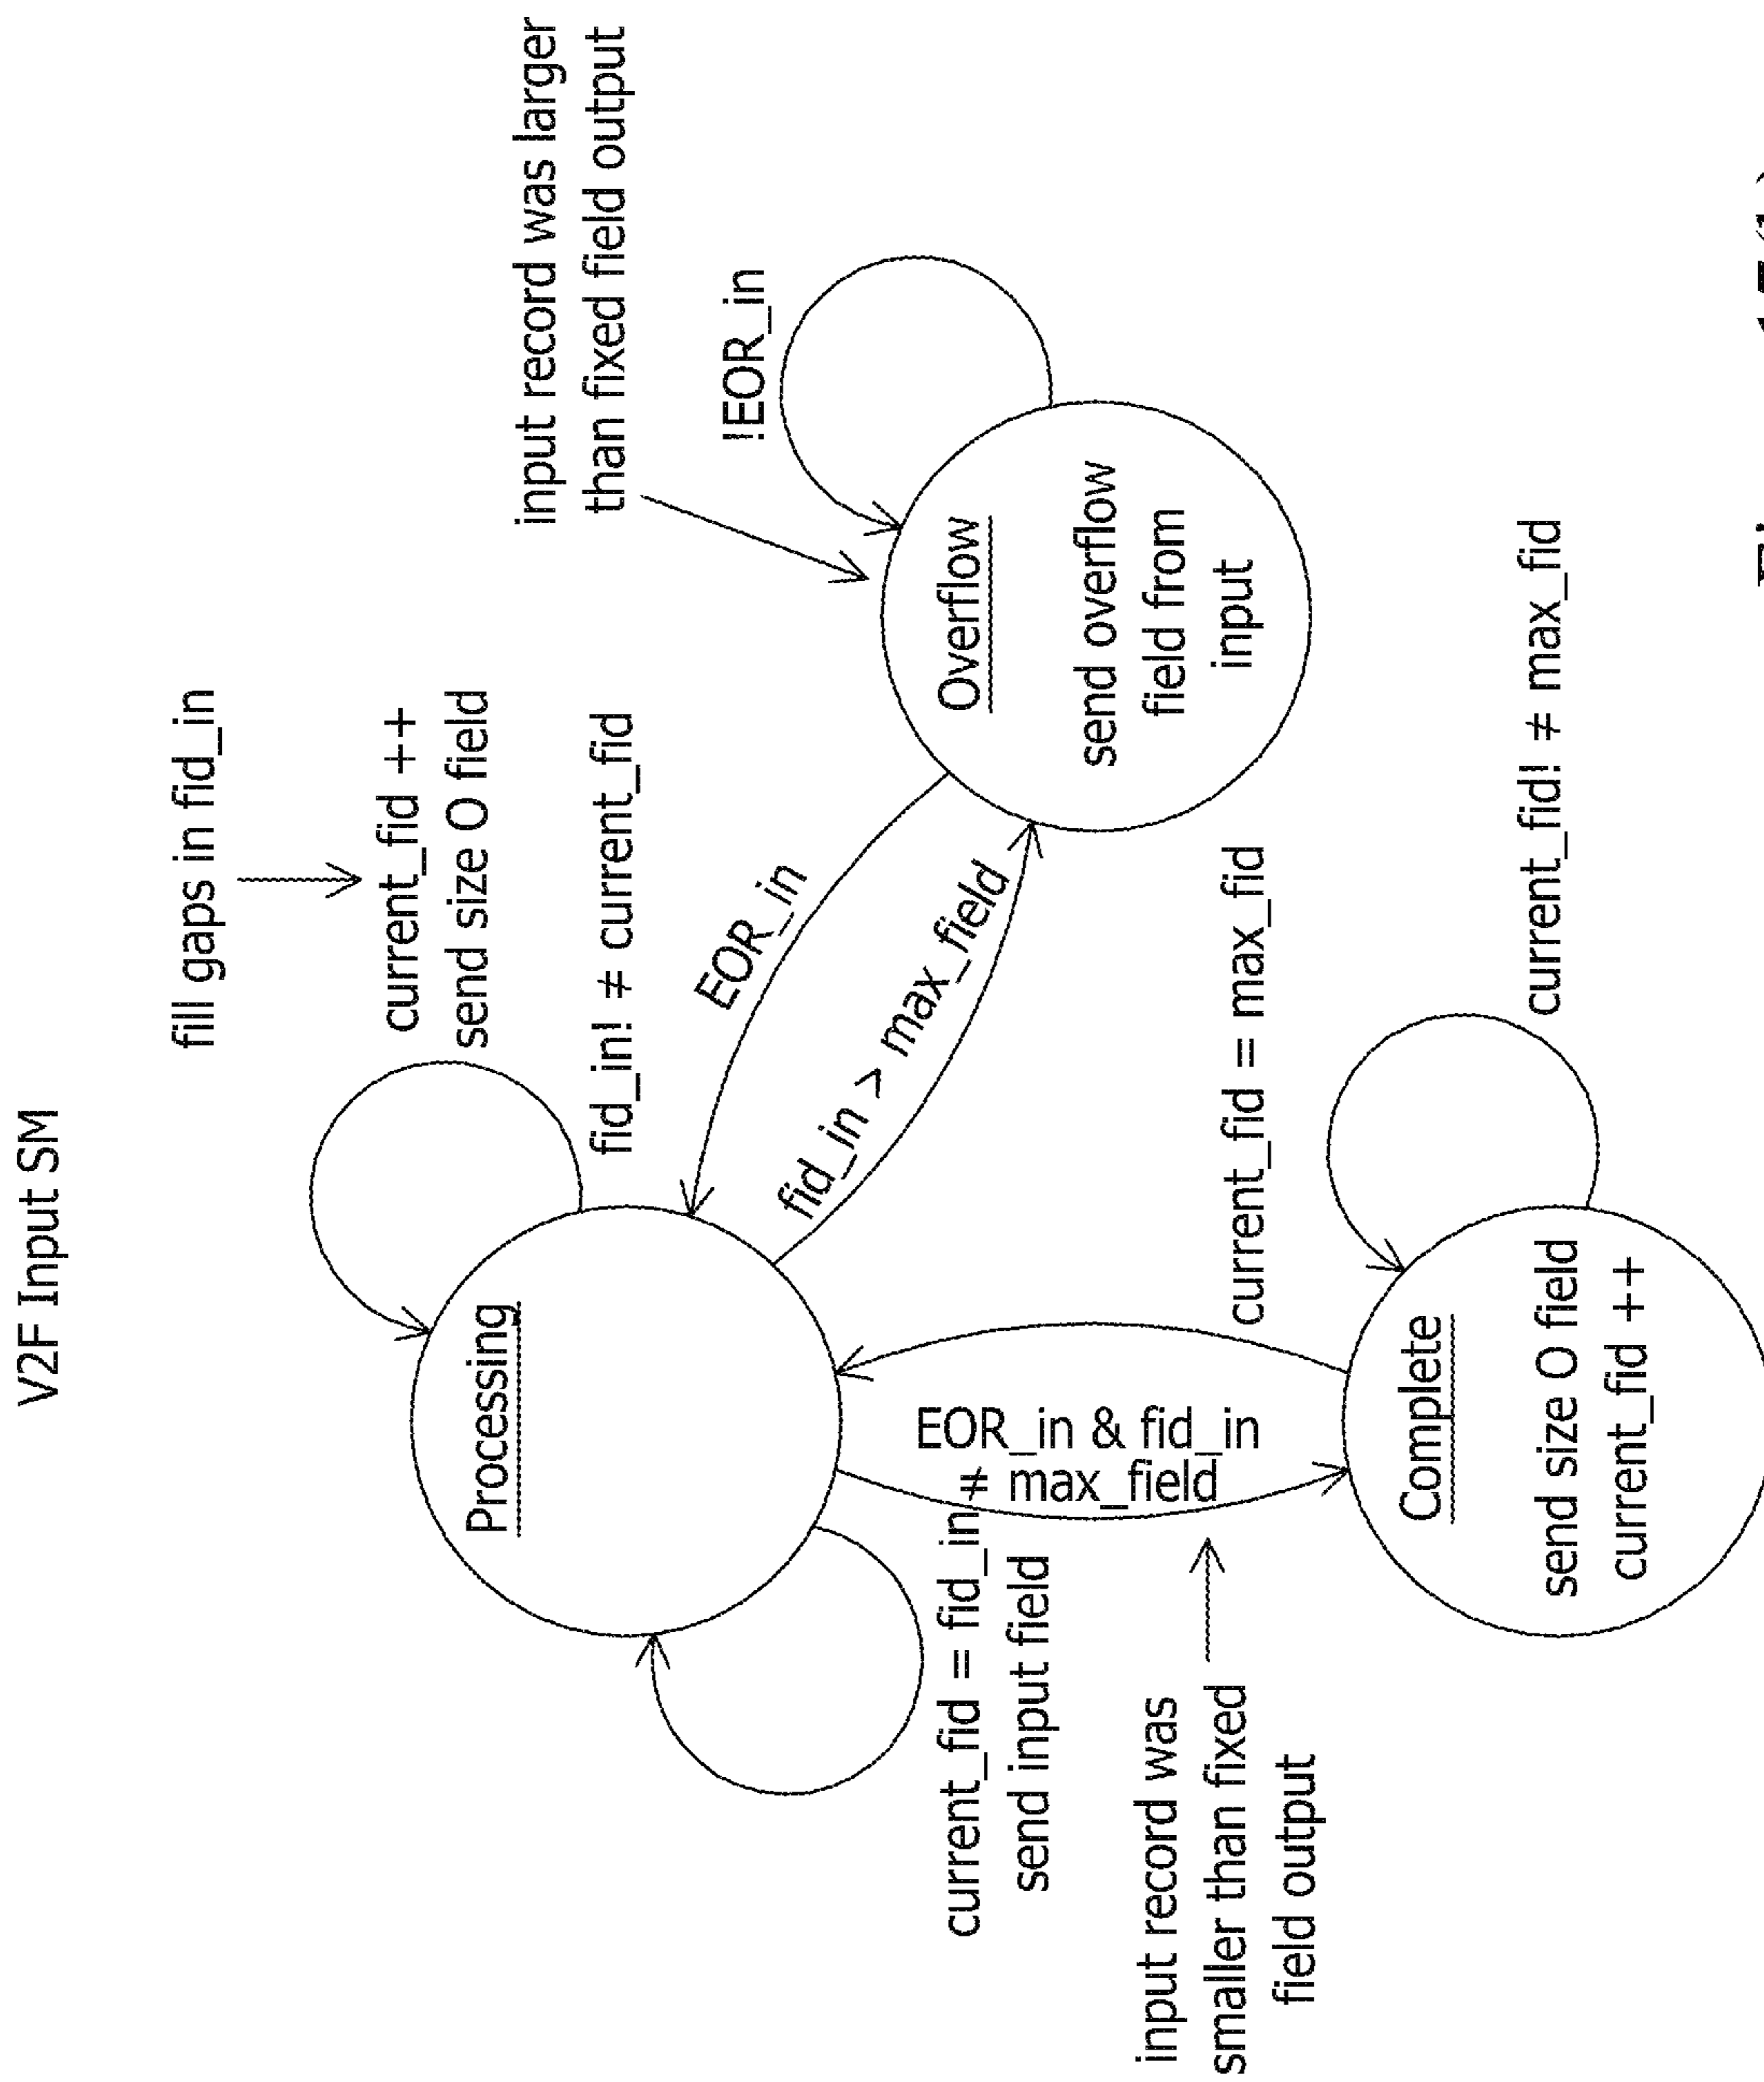 V2F Input SM
fill gaps in fid_in
current_fid ++
send size O field
fid_in! ≠ current_fid
input record was larger
than fixed field output
!EOR_in
Processing
EOR_in
fid_in > max_field
Overflow
send overflow
field from
input
current_fid = fid_in
send input field
EOR_in & fid_in
≠ max_field
current_fid = max_fid
input record was
smaller than fixed
field output
Complete
send size O field
current_fid ++
current_fid! ≠ max_fid